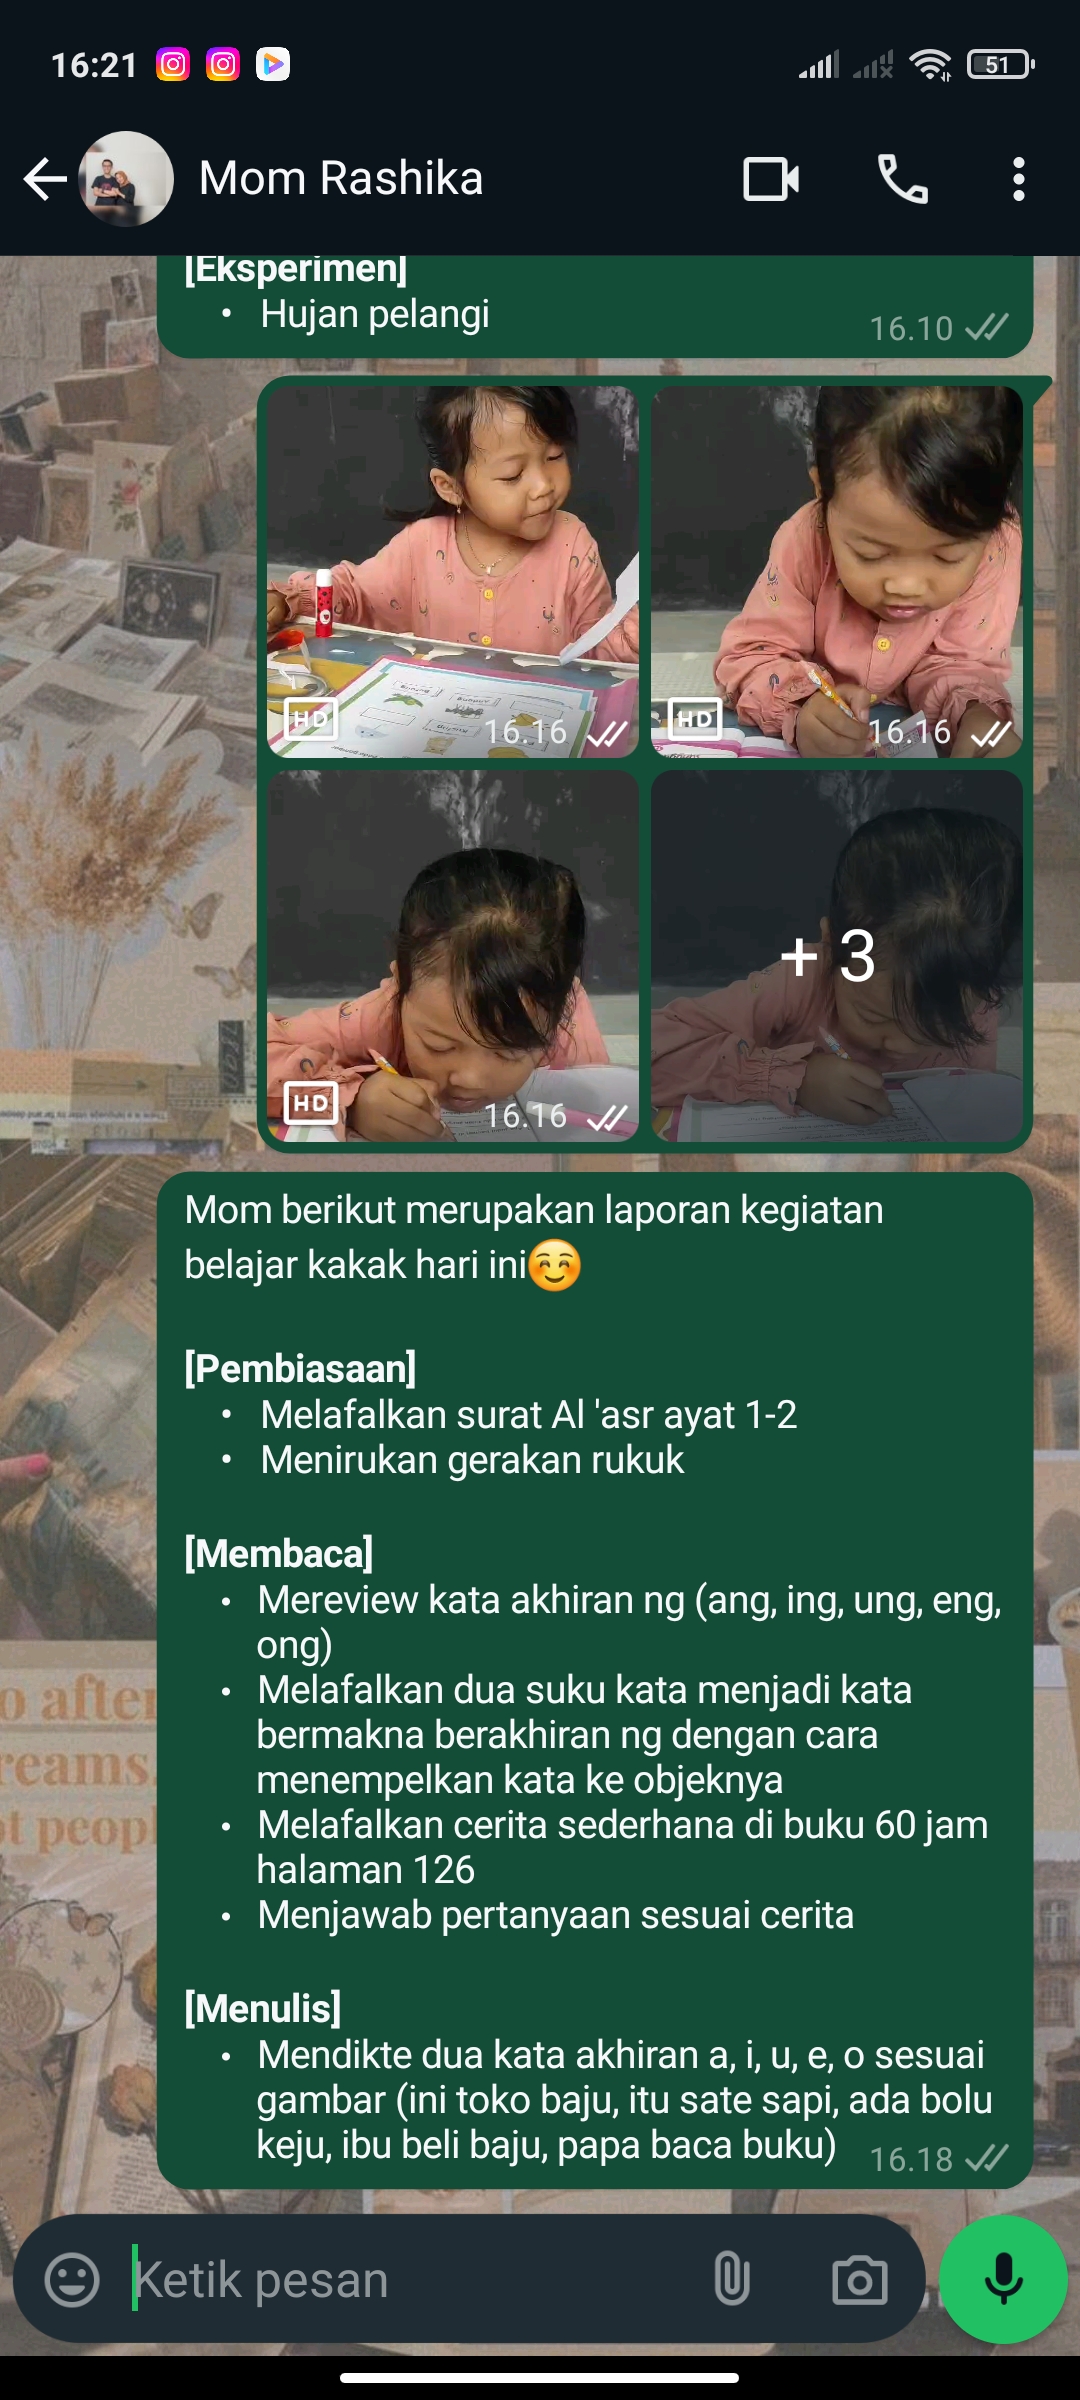 16:21
51
Mom Rashika
[Eksperimen]
• Hujan pelangi
16.10
HD
16.16
HD
16.16
HD
16.16
+ 3
Mom berikut merupakan laporan kegiatan
belajar kakak hari ini😊
[Pembiasaan]
• Melafalkan surat Al 'asr ayat 1-2
• Menirukan gerakan rukuk
[Membaca]
• Mereview kata akhiran ng (ang, ing, ung, eng,
ong)
• Melafalkan dua suku kata menjadi kata
bermakna berakhiran ng dengan cara
menempelkan kata ke objeknya
• Melafalkan cerita sederhana di buku 60 jam
halaman 126
• Menjawab pertanyaan sesuai cerita
o after
reams.
ot peopl
[Menulis]
• Mendikte dua kata akhiran a, i, u, e, o sesuai
gambar (ini toko baju, itu sate sapi, ada bolu
keju, ibu beli baju, papa baca buku)
16.18
Ketik pesan